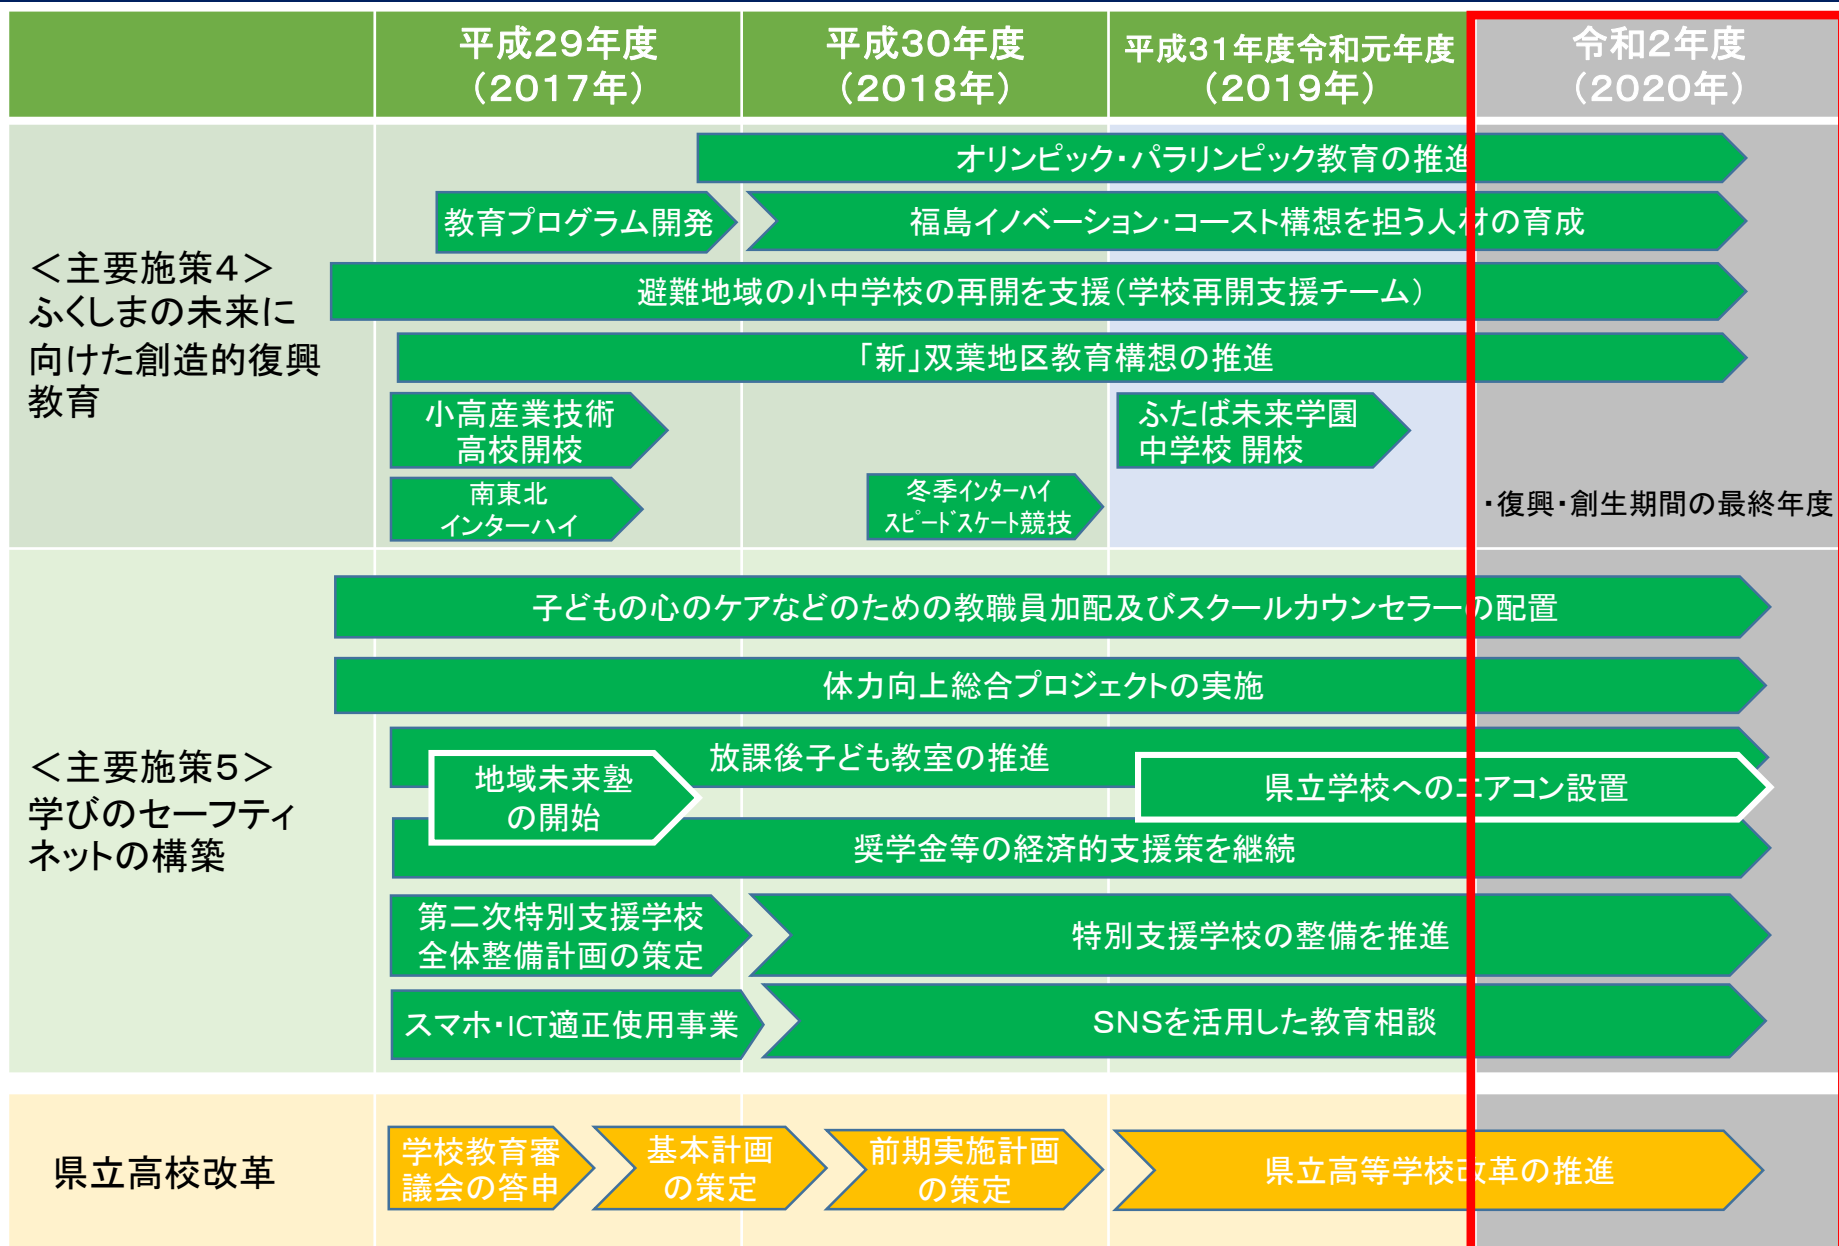 平成29年度
(2017年)
平成30年度
(2018年)
平成31年度令和元年度
(2019年)
令和2年度
(2020年)
＜主要施策4＞
ふくしまの未来に
向けた創造的復興
教育
オリンピック・パラリンピック教育の推進
教育プログラム開発
福島イノベーション・コースト構想を担う人材の育成
避難地域の小中学校の再開を支援(学校再開支援チーム)
「新」双葉地区教育構想の推進
小高産業技術
高校開校
ふたば未来学園
中学校 開校
南東北
インターハイ
冬季インターハイ
スピードスケート競技
・復興・創生期間の最終年度
＜主要施策5＞
学びのセーフティ
ネットの構築
子どもの心のケアなどのための教職員加配及びスクールカウンセラーの配置
体力向上総合プロジェクトの実施
放課後子ども教室の推進
地域未来塾
の開始
県立学校へのエアコン設置
奨学金等の経済的支援策を継続
第二次特別支援学校
全体整備計画の策定
特別支援学校の整備を推進
スマホ・ICT適正使用事業
SNSを活用した教育相談
県立高校改革
学校教育審
議会の答申
基本計画
の策定
前期実施計画
の策定
県立高等学校改革の推進